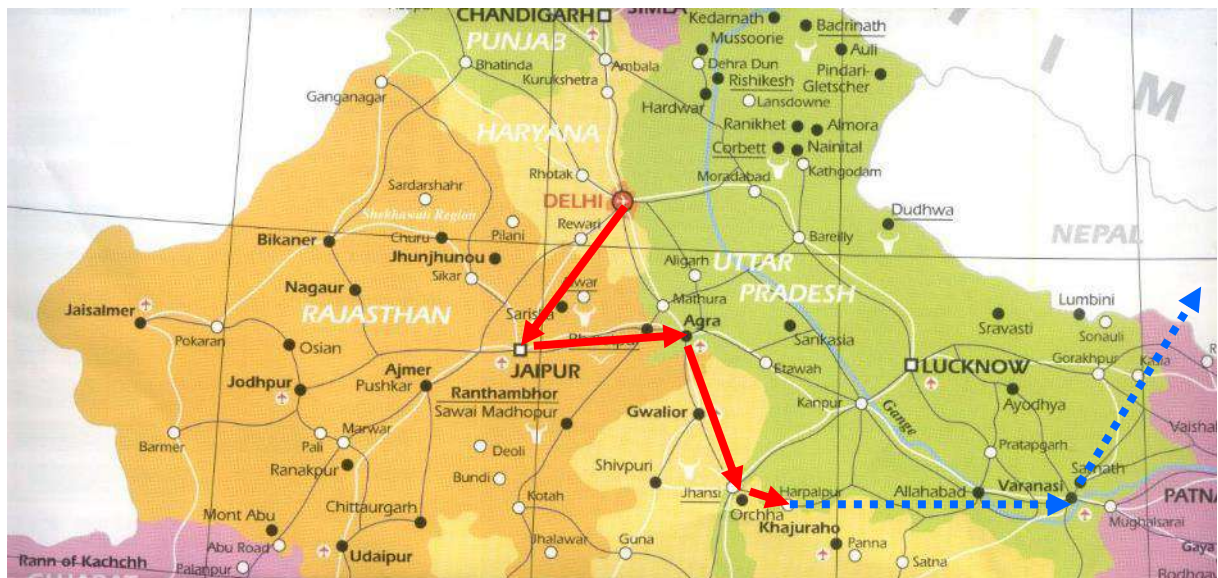 CHANDIGARH
SIMLA
PUNJAB
Kedarnath
Badrinath
Mussoorie
Auli
Bhatinda
Ambala
Dehra Dun
Pindari-
Gletscher
Kurukshetra
Rishikesh
Ganganagar
Hardwar
Lansdowne
I
M
HARYANA
Ranikhet
Almora
Corbett
Nainital
Rhotak
Moradabad
Kathgodam
Sardarshahr
DELHI
Shekhawati Region
Pilani
Rewari
Dudhwa
Bikaner
Churu
Bareilly
NEPAL
Jhunjhunou
Aligarh
UTTAR
Sikar
Nagaur
PRADESH
Jaisalmer
RAJASTHAN
Mathura
Lumbini
Agra
Sravasti
Sonauli
Pokaran
Osian
Sankasia
JAIPUR
Etawah
LUCKNOW
Gorakhpur
Jodhpur
Ajmer
Pushkar
Ranthambhor
Sawai Madhopur
Kanpur
Gange
Ayodhya
Gwalior
Barmer
Pali
Marwar
Deoli
Pratapgarh
Vaishal
Ranakpur
Bundi
Shivpuri
Jhansi
Harpalpur
Allahabad
Varanasi
Chittaurgarh
Kotah
Orchha
PATNA
Mont Abu
Khajuraho
Mughalsarai
Abu Road
Udaipur
Jhalawar
Guna
Panna
Satna
Gaya
Rann of Kachchh
Palanpur
Bodhgay